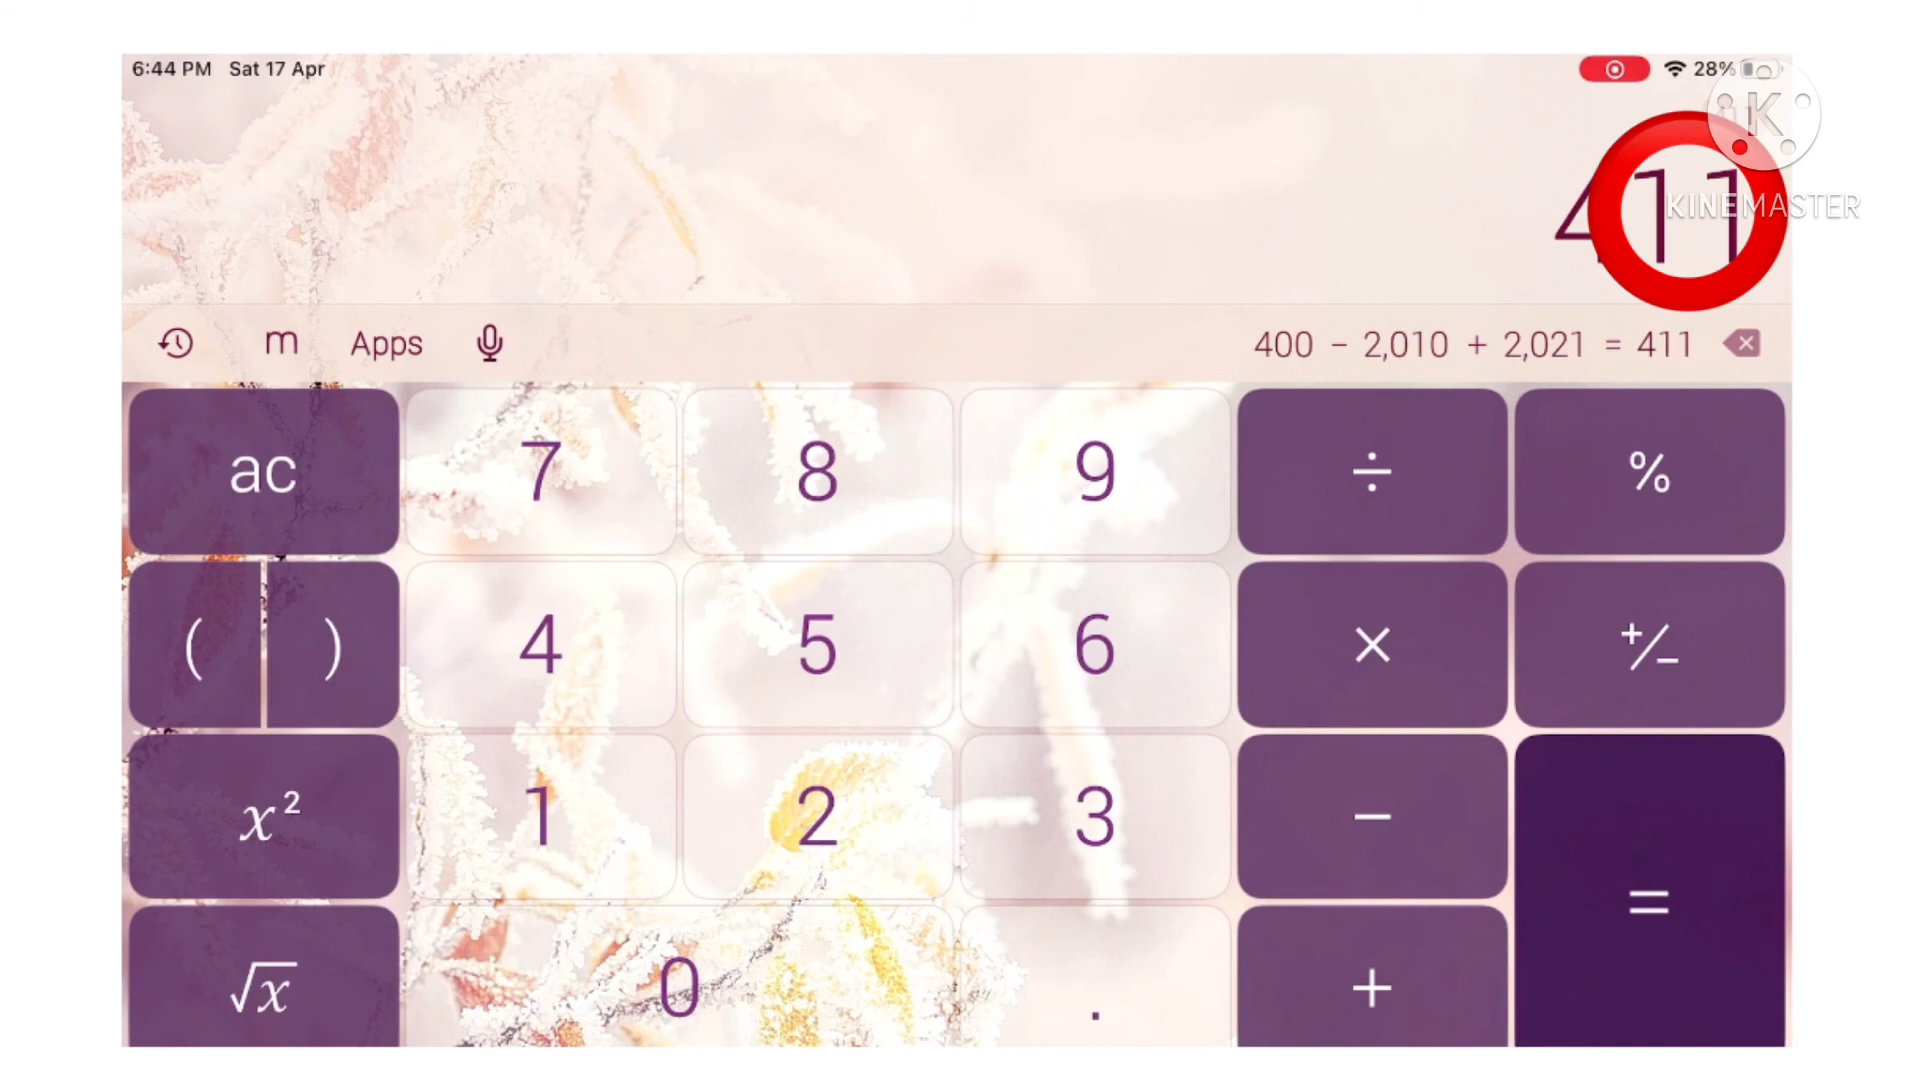 6:44 PM Sat 17 Apr
28%
K
411
KINEMASTER
m Apps
400 − 2,010 + 2,021 = 411
ac 7 8 9 ÷ %
( ) 4 5 6 × +/−
x² 1 2 3 −
√x 0 . + =